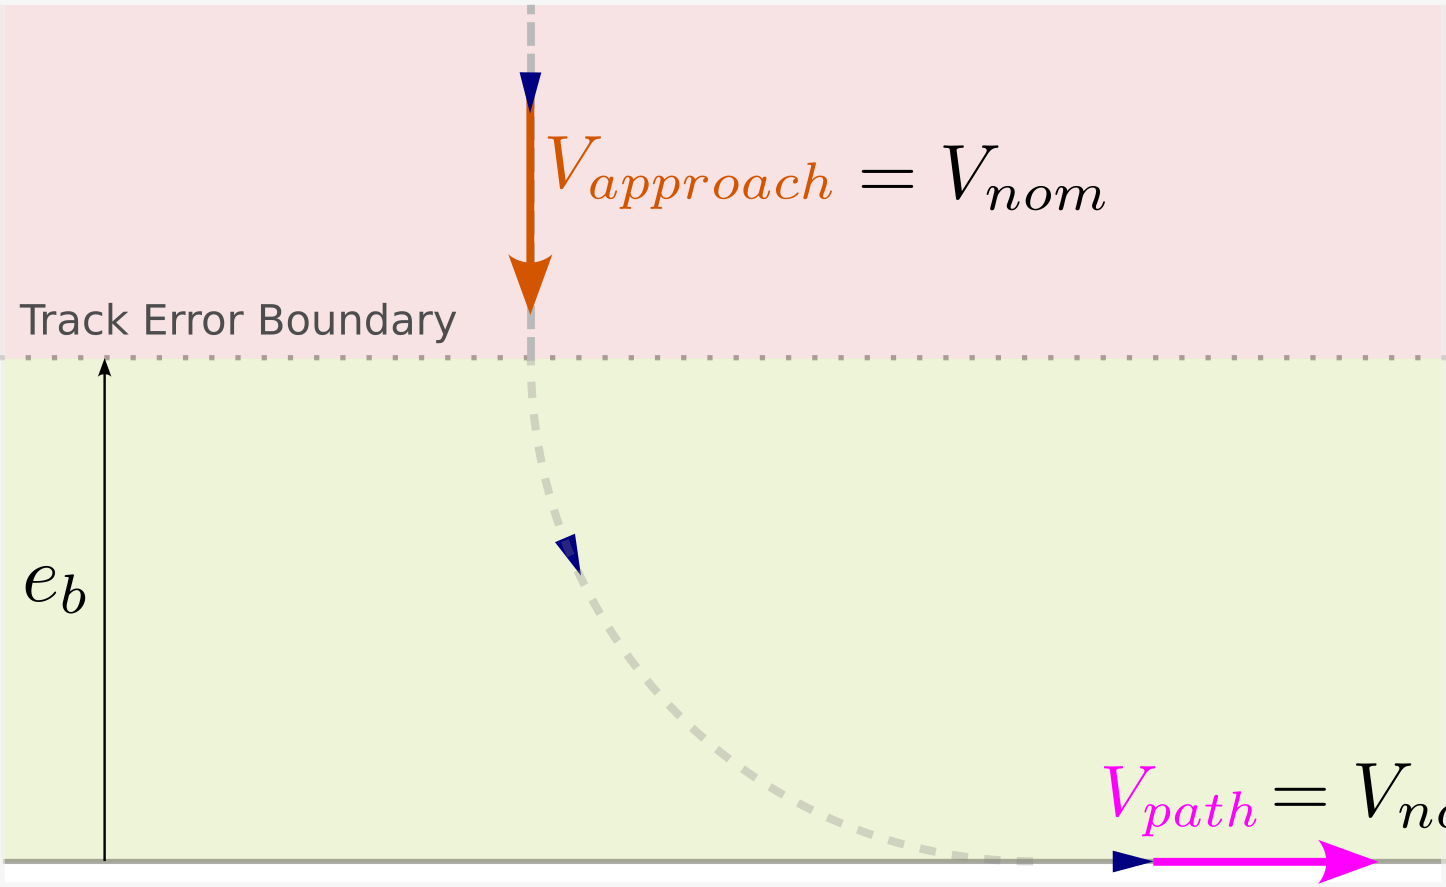 V_approach = V_nom
Track Error Boundary
e_b
V_path =